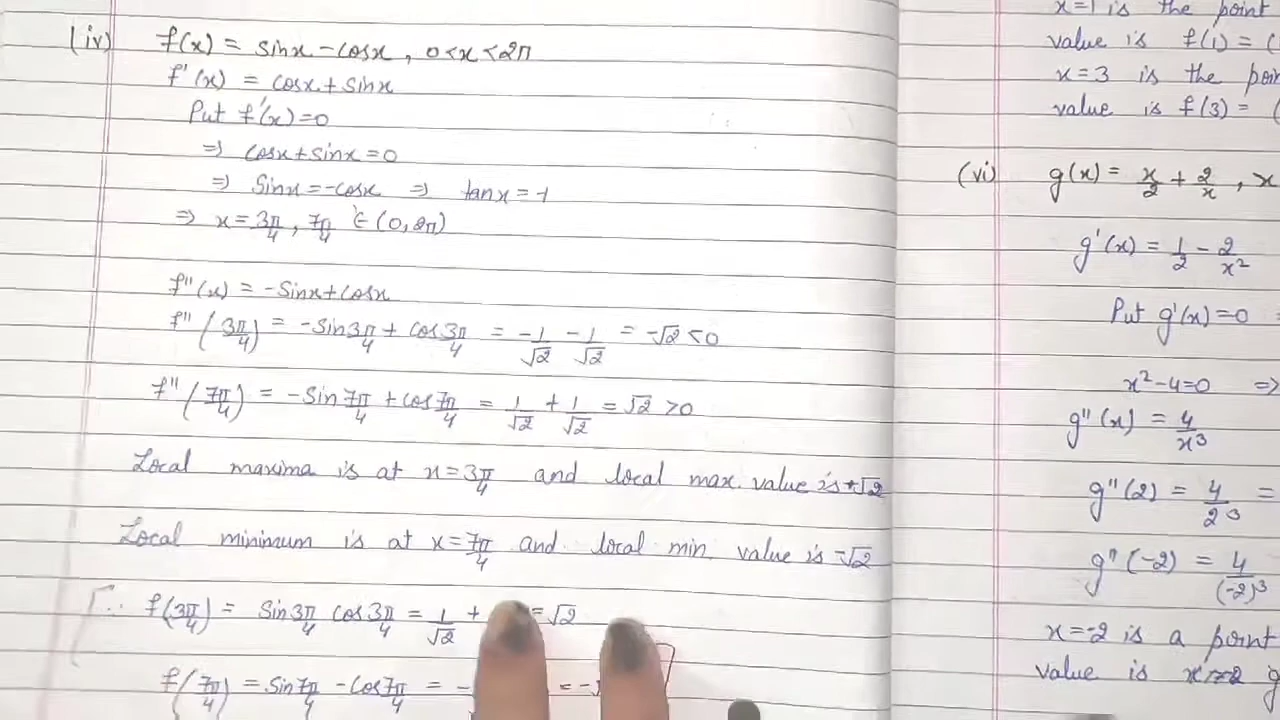 (iv) f(x) = sinx - cosx , 0<x<2π
f'(x) = cosx + sinx
Put f'(x)=0
⇒ cosx + sinx = 0
⇒ Sinx = -cosx ⇒ tanx = -1
⇒ x = 3π/4 , 7π/4 ∈ (0, 2π)
f''(x) = -Sinx + cosx
f''(3π/4) = -Sin3π/4 + cos3π/4 = -1/√2 - 1/√2 = -√2 < 0
f''(7π/4) = -Sin7π/4 + cos7π/4 = 1/√2 + 1/√2 = √2 > 0
Local maxima is at x = 3π/4 and local max. value is √2
Local minimum is at x = 7π/4 and local min value is -√2
∵ f(3π/4) = Sin3π/4 cos3π/4 = 1/√2 + = √2
f(7π/4) = Sin7π/4 - Cos7π/4 = - = -
x=1 is the point
value is f(1) = (
x=3 is the poin
value is f(3) = (
(vi) g(x) = x/2 + 2/x , x
g'(x) = 1/2 - 2/x²
Put g'(x)=0
x²-4=0 ⇒
g''(x) = 4/x³
g''(2) = 4/2³ =
g''(-2) = 4/(-2)³
x=-2 is a point
value is g